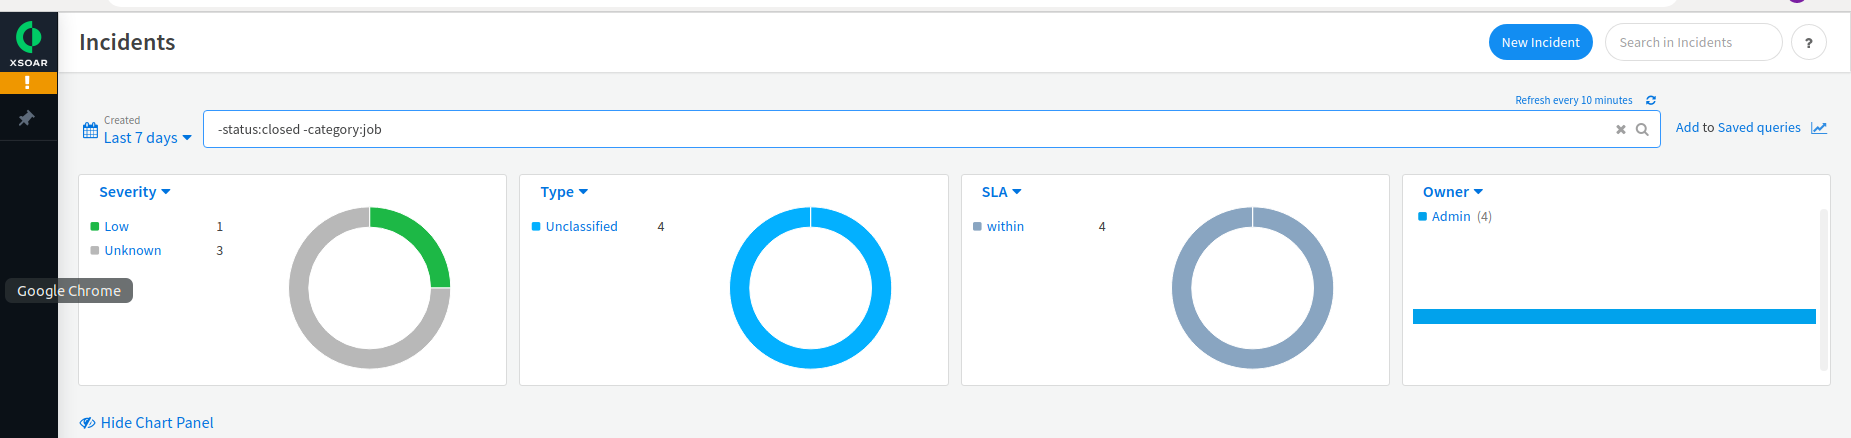 XSOAR
!
Incidents
New Incident
Search in Incidents
?
Refresh every 10 minutes
Created
Last 7 days
-status:closed -category:job
Add to Saved queries
Severity
Low 1
Unknown 3
Type
Unclassified 4
SLA
within 4
Owner
Admin (4)
Google Chrome
Hide Chart Panel